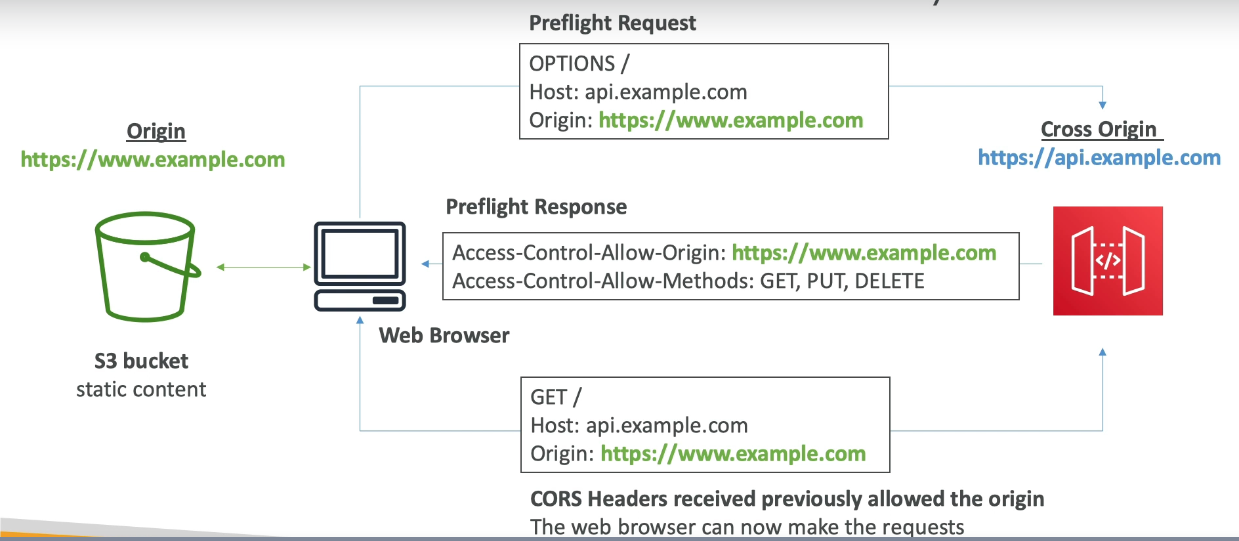 Preflight Request
OPTIONS /
Host: api.example.com
Origin: https://www.example.com
Origin
https://www.example.com
Cross Origin
https://api.example.com
Preflight Response
Access-Control-Allow-Origin: https://www.example.com
Access-Control-Allow-Methods: GET, PUT, DELETE
</>
Web Browser
S3 bucket
static content
GET /
Host: api.example.com
Origin: https://www.example.com
CORS Headers received previously allowed the origin
The web browser can now make the requests